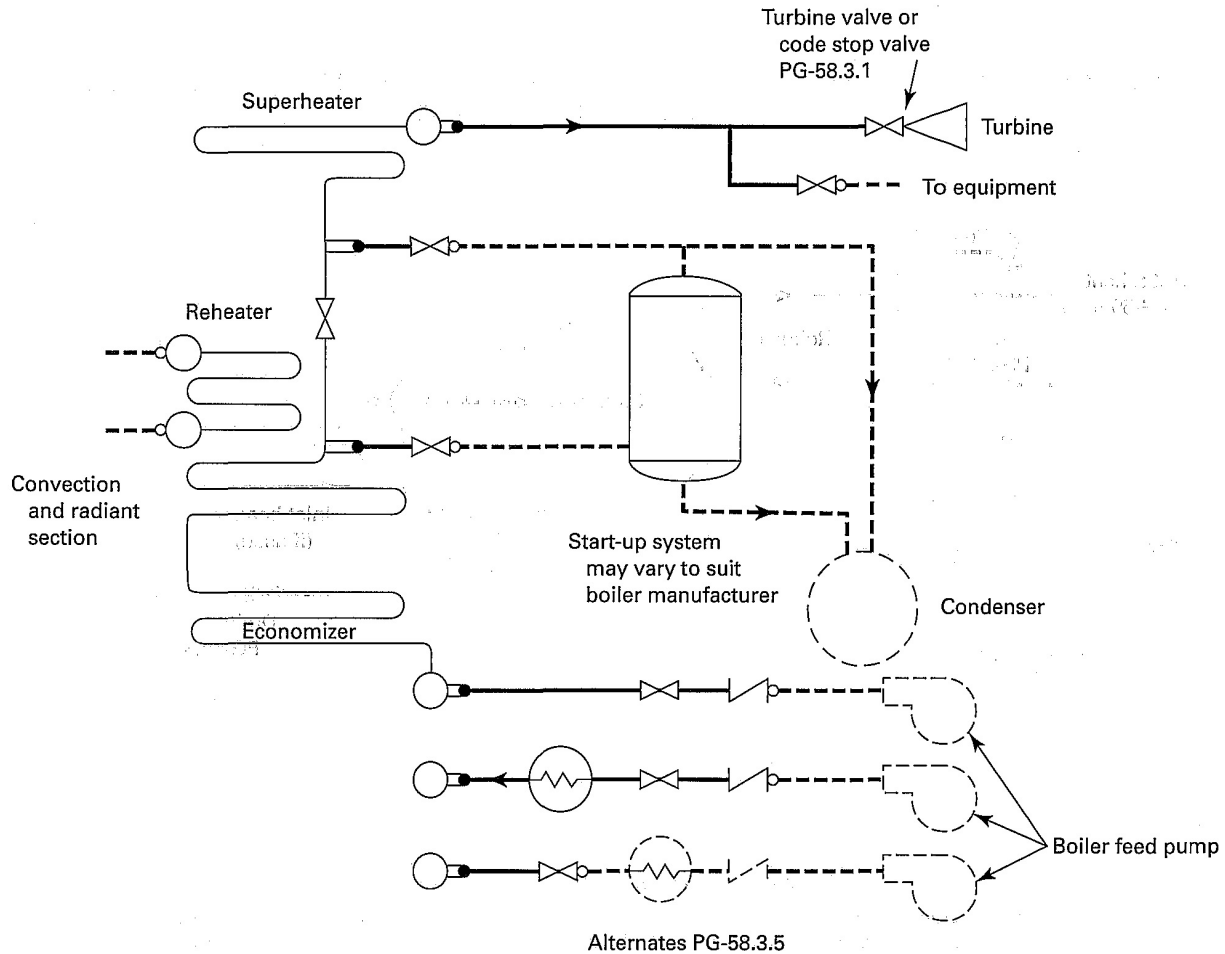 Turbine valve or
code stop valve
PG-58.3.1
Superheater
Turbine
To equipment
Reheater
Convection
and radiant
section
Start-up system
may vary to suit
boiler manufacturer
Condenser
Economizer
Boiler feed pump
Alternates PG-58.3.5